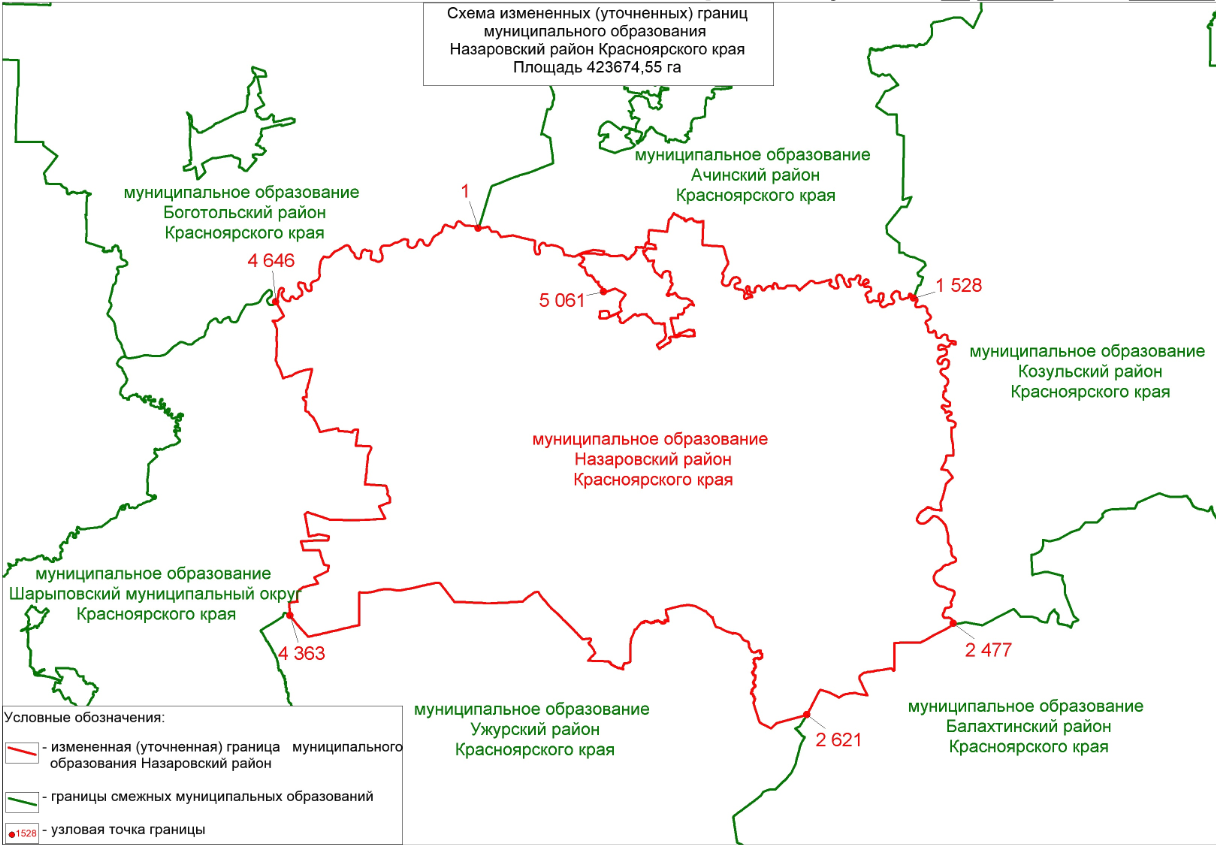 Схема измененных (уточненных) границ
муниципального образования
Назаровский район Красноярского края
Площадь 423674,55 га
муниципальное образование
Ачинский район
Красноярского края
муниципальное образование
Боготольский район
Красноярского края
1
4 646
5 061
1 528
муниципальное образование
Козульский район
Красноярского края
муниципальное образование
Назаровский район
Красноярского края
муниципальное образование
Шарыповский муниципальный округ
Красноярского края
4 363
2 477
муниципальное образование
Ужурский район
Красноярского края
2 621
муниципальное образование
Балахтинский район
Красноярского края
Условные обозначения:
- измененная (уточненная) граница муниципального
образования Назаровский район
- границы смежных муниципальных образований
1528 - узловая точка границы